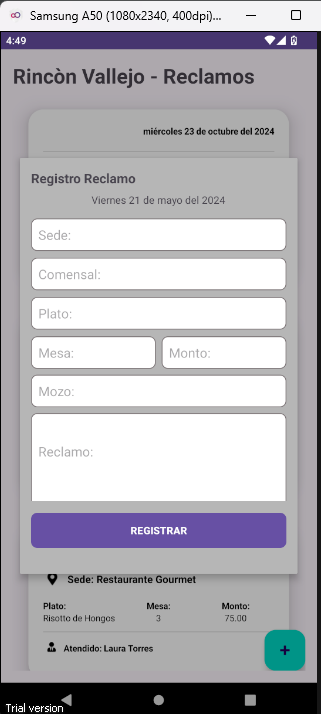 Samsung A50 (1080x2340, 400dpi)...
4:49
Rincòn Vallejo - Reclamos
miércoles 23 de octubre del 2024
Registro Reclamo
Viernes 21 de mayo del 2024
Sede:
Comensal:
Plato:
Mesa: Monto:
Mozo:
Reclamo:
REGISTRAR
Sede: Restaurante Gourmet
Plato: Mesa: Monto:
Risotto de Hongos 3 75.00
Atendido: Laura Torres
+
Trial version